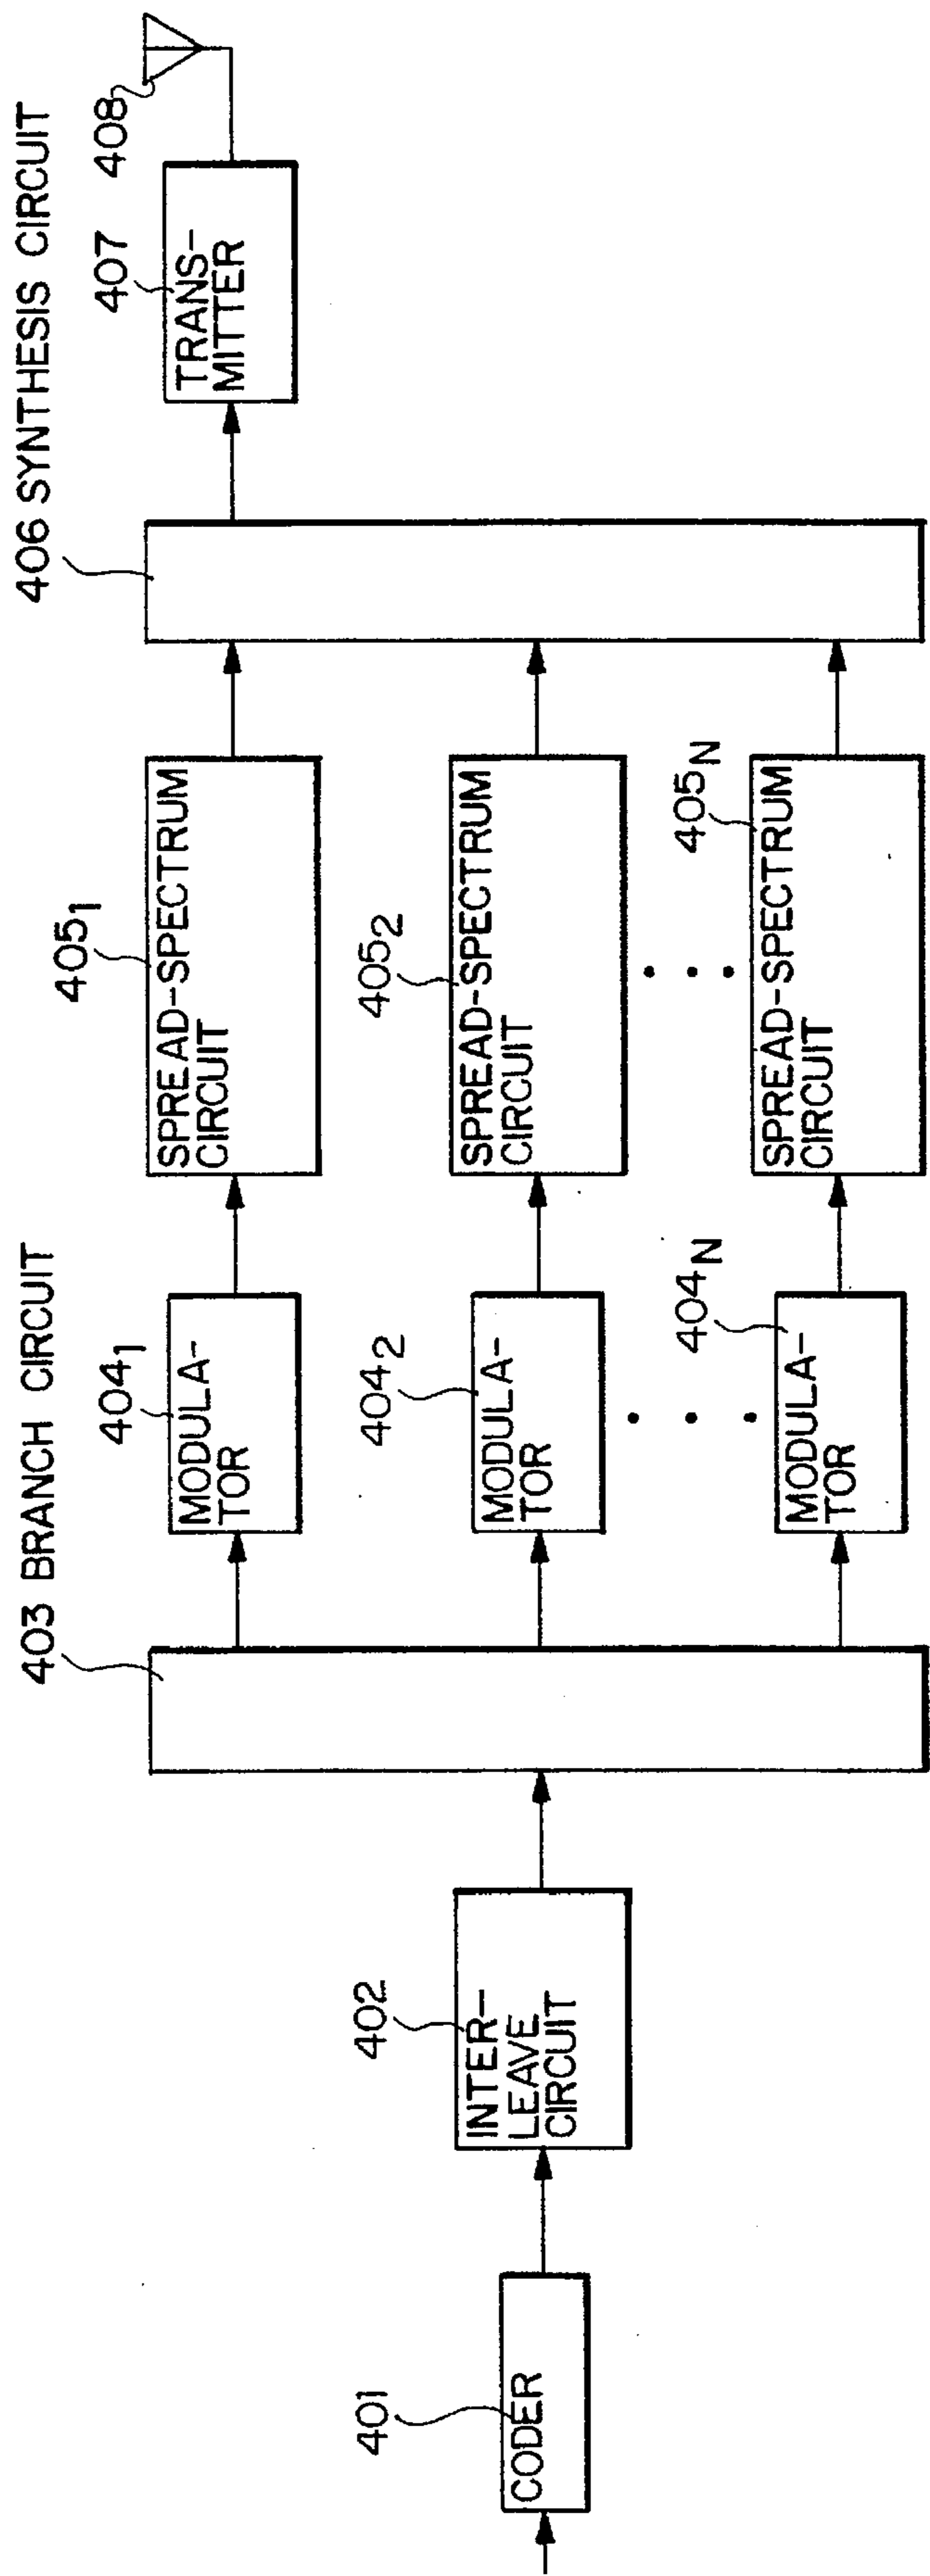 401
CODER
402
INTER-
LEAVE
CIRCUIT
403 BRANCH CIRCUIT
404₁
MODULA-
TOR
404₂
MODULA-
TOR
404N
MODULA-
TOR
405₁
SPREAD-SPECTRUM
CIRCUIT
405₂
SPREAD-SPECTRUM
CIRCUIT
405N
SPREAD-SPECTRUM
CIRCUIT
406 SYNTHESIS CIRCUIT
407
TRANS-
MITTER
408